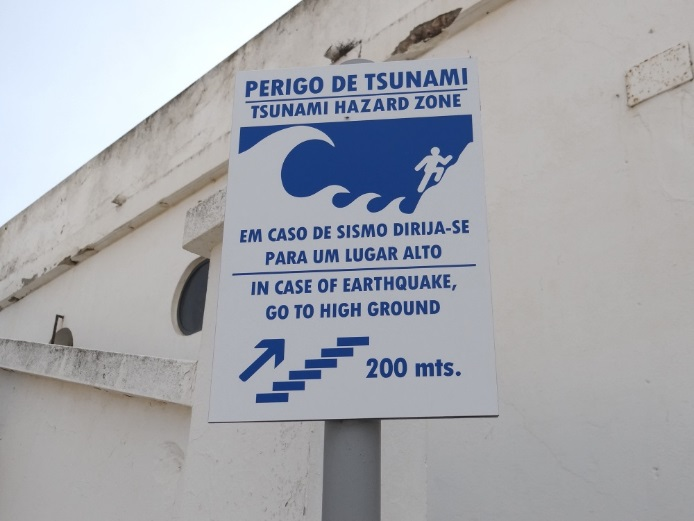 PERIGO DE TSUNAMI
TSUNAMI HAZARD ZONE
EM CASO DE SISMO DIRIJA-SE
PARA UM LUGAR ALTO
IN CASE OF EARTHQUAKE,
GO TO HIGH GROUND
200 mts.